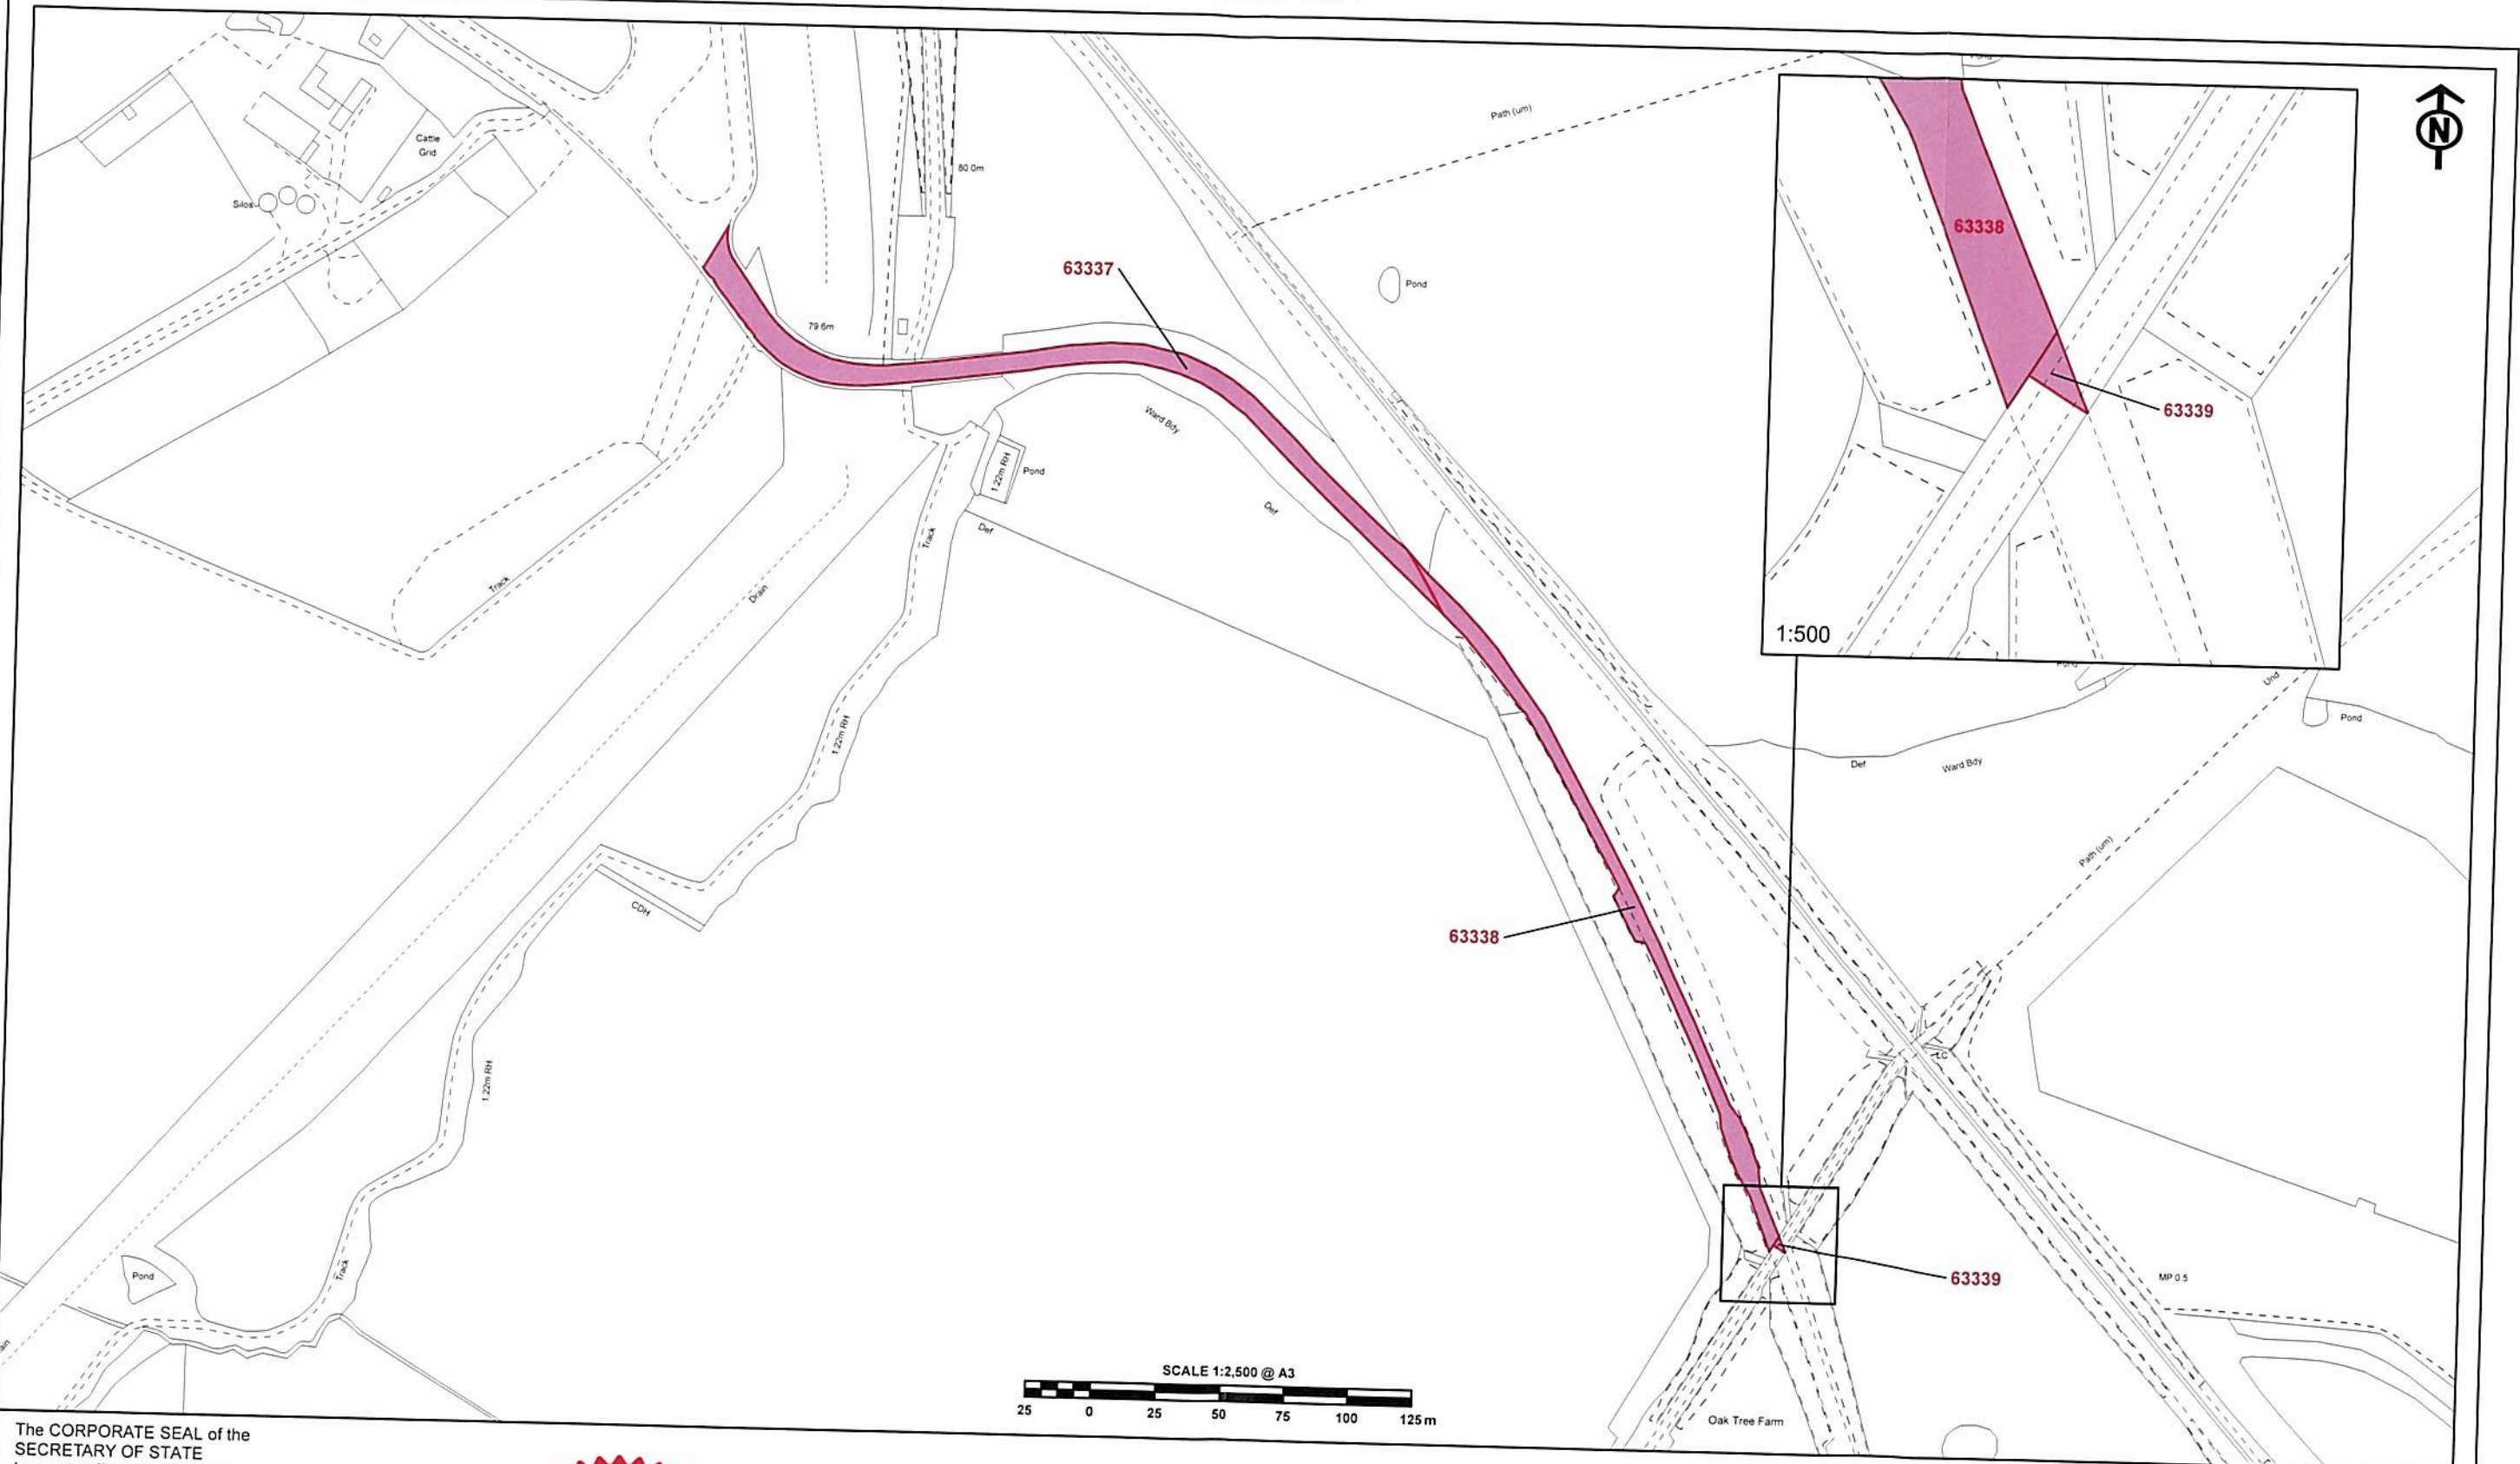 Path (um)
N
Cattle
Grid
80 0m
Silos
63338
63337
Pond
79 6m
63339
Ward Bdy
1.22m RH
Pond
Def
Def
Track
Track
Drain
1:500
Und
Pond
1.22m RH
Def
Ward Bdy
Path (um)
CDH
63338
LC
1.22m RH
Track
Pond
63339
MP 0.5
SCALE 1:2,500 @ A3
25 0 25 50 75 100 125 m
Oak Tree Farm
The CORPORATE SEAL of the
SECRETARY OF STATE